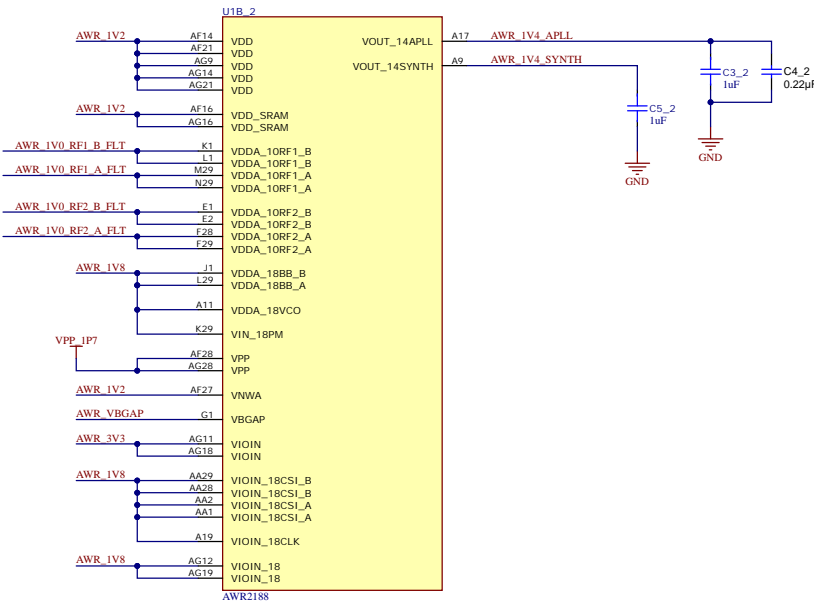 U1B_2
AWR_1V2 AF14 VDD VOUT_14APLL A17 AWR_1V4_APLL
AF21 VDD
AG9 VDD VOUT_14SYNTH A9 AWR_1V4_SYNTH
AG14 VDD
AG21 VDD
C3_2
1uF
C4_2
0.22µF
C5_2
1uF
GND
GND
AWR_1V2 AF16 VDD_SRAM
AG16 VDD_SRAM
AWR_1V0_RF1_B_FLT K1 VDDA_10RF1_B
L1 VDDA_10RF1_B
AWR_1V0_RF1_A_FLT M29 VDDA_10RF1_A
N29 VDDA_10RF1_A
AWR_1V0_RF2_B_FLT E1 VDDA_10RF2_B
E2 VDDA_10RF2_B
AWR_1V0_RF2_A_FLT F28 VDDA_10RF2_A
F29 VDDA_10RF2_A
AWR_1V8 J1 VDDA_18BB_B
L29 VDDA_18BB_A
A11 VDDA_18VCO
K29 VIN_18PM
VPP_1P7
AF28 VPP
AG28 VPP
AWR_1V2 AF27 VNWA
AWR_VBGAP G1 VBGAP
AWR_3V3 AG11 VIOIN
AG18 VIOIN
AWR_1V8 AA29 VIOIN_18CSI_B
AA28 VIOIN_18CSI_B
AA2 VIOIN_18CSI_A
AA1 VIOIN_18CSI_A
A19 VIOIN_18CLK
AWR_1V8 AG12 VIOIN_18
AG19 VIOIN_18
AWR2188